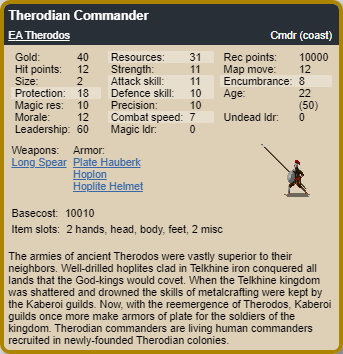 Therodian Commander
EA Therodos Cmdr (coast)
Gold: 40 Resources: 31 Rec points: 10000
Hit points: 12 Strength: 11 Map move: 12
Size: 2 Attack skill: 11 Encumbrance: 8
Protection: 18 Defence skill: 10 Age: 22
Magic res: 10 Precision: 10 (50)
Morale: 12 Combat speed: 7 Undead ldr: 0
Leadership: 60 Magic ldr: 0
Weapons: Armor:
Long Spear Plate Hauberk
Hoplon
Hoplite Helmet
Basecost: 10010
Item slots: 2 hands, head, body, feet, 2 misc
The armies of ancient Therodos were vastly superior to their
neighbors. Well-drilled hoplites clad in Telkhine iron conquered all
lands that the God-kings would covet. When the Telkhine kingdom
was shattered and drowned the skills of metalcrafting were kept by
the Kaberoi guilds. Now, with the reemergence of Therodos, Kaberoi
guilds once more make armors of plate for the soldiers of the
kingdom. Therodian commanders are living human commanders
recruited in newly-founded Therodian colonies.